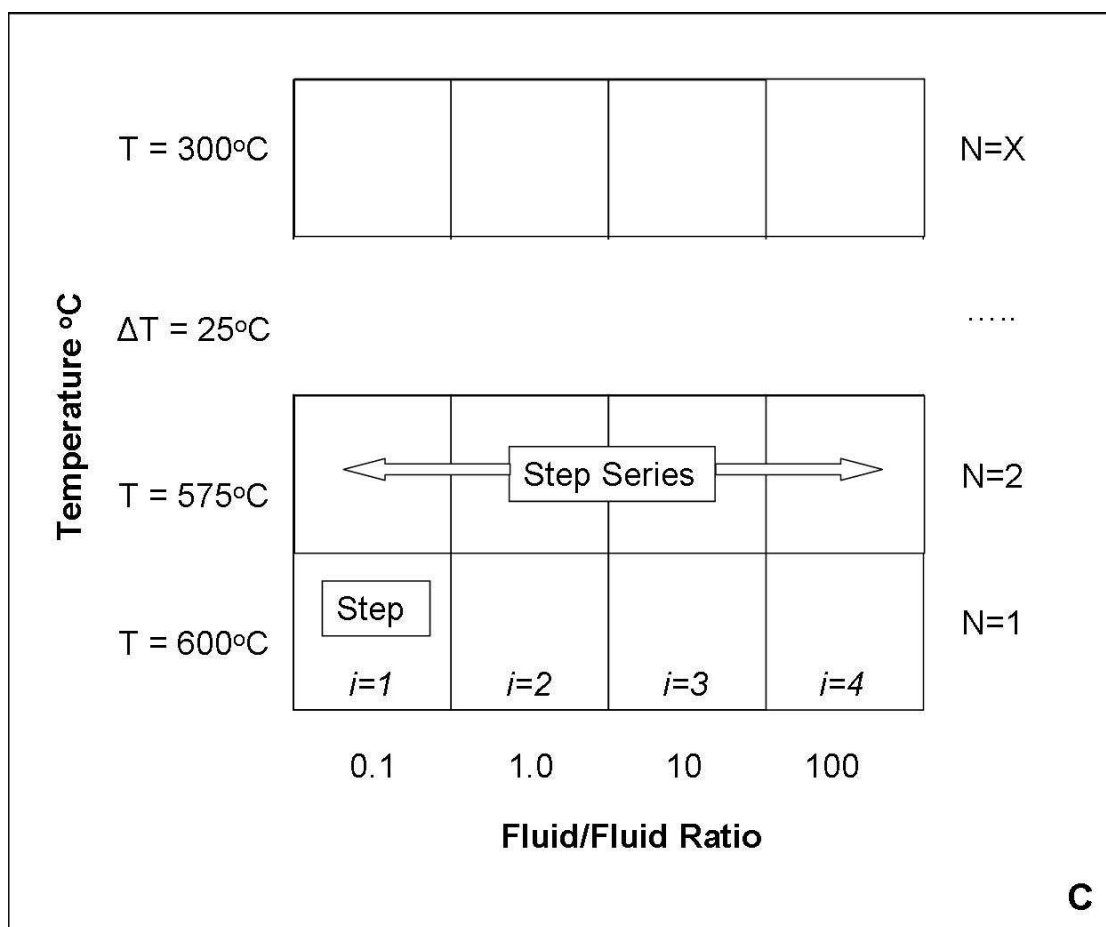 T = 300°C
N=X
Temperature °C
ΔT = 25°C
.....
T = 575°C
Step Series
N=2
T = 600°C
Step
N=1
i=1 i=2 i=3 i=4
0.1 1.0 10 100
Fluid/Fluid Ratio
C